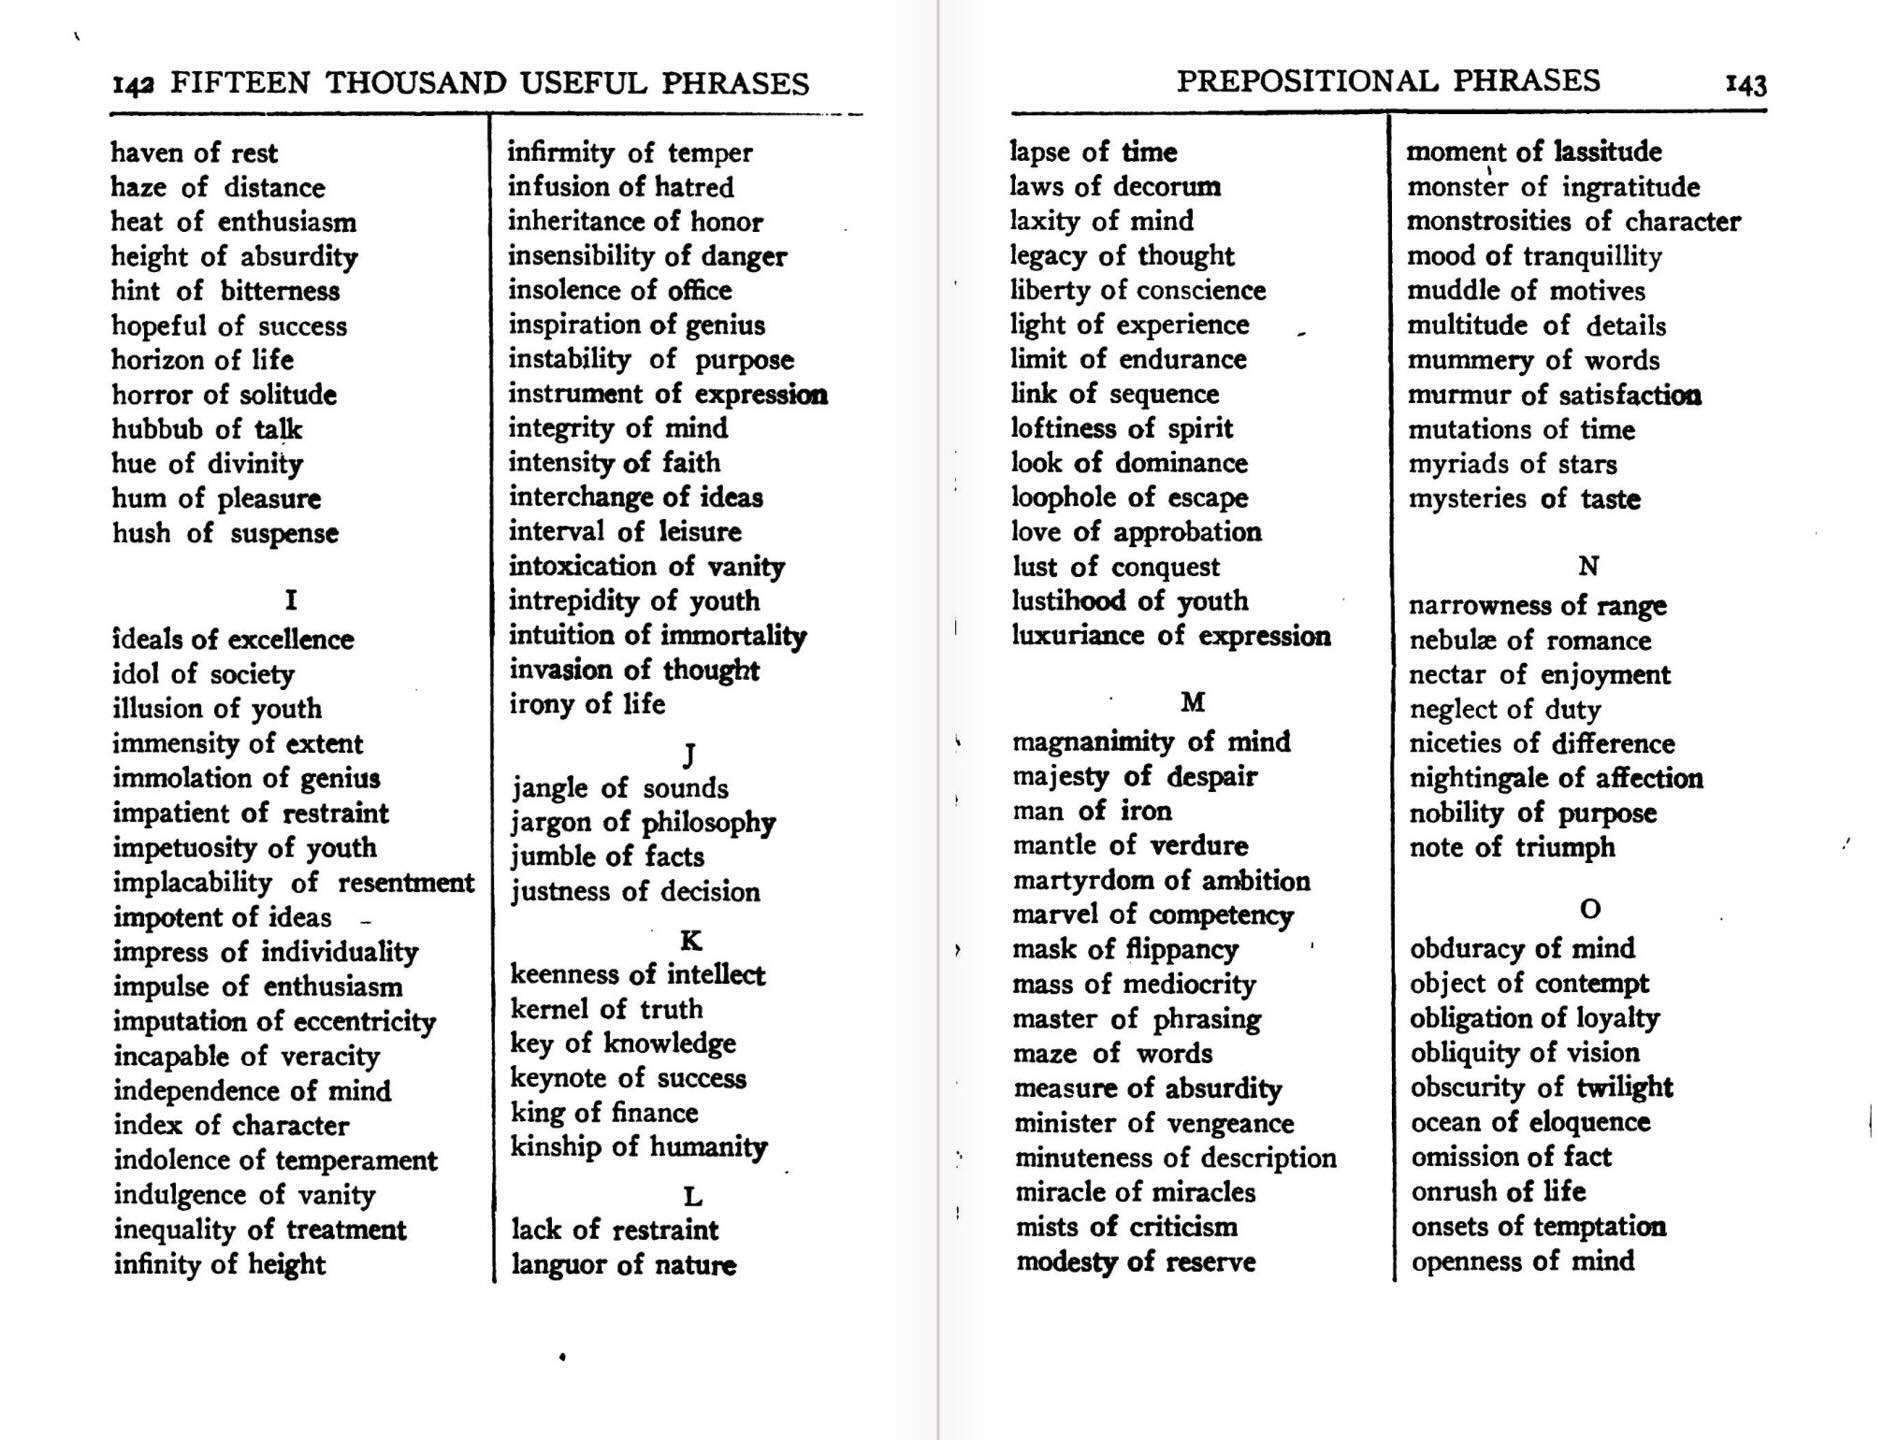 142 FIFTEEN THOUSAND USEFUL PHRASES
haven of rest
haze of distance
heat of enthusiasm
height of absurdity
hint of bitterness
hopeful of success
horizon of life
horror of solitude
hubbub of talk
hue of divinity
hum of pleasure
hush of suspense
I
ideals of excellence
idol of society
illusion of youth
immensity of extent
immolation of genius
impatient of restraint
impetuosity of youth
implacability of resentment
impotent of ideas
impress of individuality
impulse of enthusiasm
imputation of eccentricity
incapable of veracity
independence of mind
index of character
indolence of temperament
indulgence of vanity
inequality of treatment
infinity of height
infirmity of temper
infusion of hatred
inheritance of honor
insensibility of danger
insolence of office
inspiration of genius
instability of purpose
instrument of expression
integrity of mind
intensity of faith
interchange of ideas
interval of leisure
intoxication of vanity
intrepidity of youth
intuition of immortality
invasion of thought
irony of life
J
jangle of sounds
jargon of philosophy
jumble of facts
justness of decision
K
keenness of intellect
kernel of truth
key of knowledge
keynote of success
king of finance
kinship of humanity
L
lack of restraint
languor of nature
PREPOSITIONAL PHRASES 143
lapse of time
laws of decorum
laxity of mind
legacy of thought
liberty of conscience
light of experience
limit of endurance
link of sequence
loftiness of spirit
look of dominance
loophole of escape
love of approbation
lust of conquest
lustihood of youth
luxuriance of expression
M
magnanimity of mind
majesty of despair
man of iron
mantle of verdure
martyrdom of ambition
marvel of competency
mask of flippancy
mass of mediocrity
master of phrasing
maze of words
measure of absurdity
minister of vengeance
minuteness of description
miracle of miracles
mists of criticism
modesty of reserve
moment of lassitude
monster of ingratitude
monstrosities of character
mood of tranquillity
muddle of motives
multitude of details
mummery of words
murmur of satisfaction
mutations of time
myriads of stars
mysteries of taste
N
narrowness of range
nebulæ of romance
nectar of enjoyment
neglect of duty
niceties of difference
nightingale of affection
nobility of purpose
note of triumph
O
obduracy of mind
object of contempt
obligation of loyalty
obliquity of vision
obscurity of twilight
ocean of eloquence
omission of fact
onrush of life
onsets of temptation
openness of mind